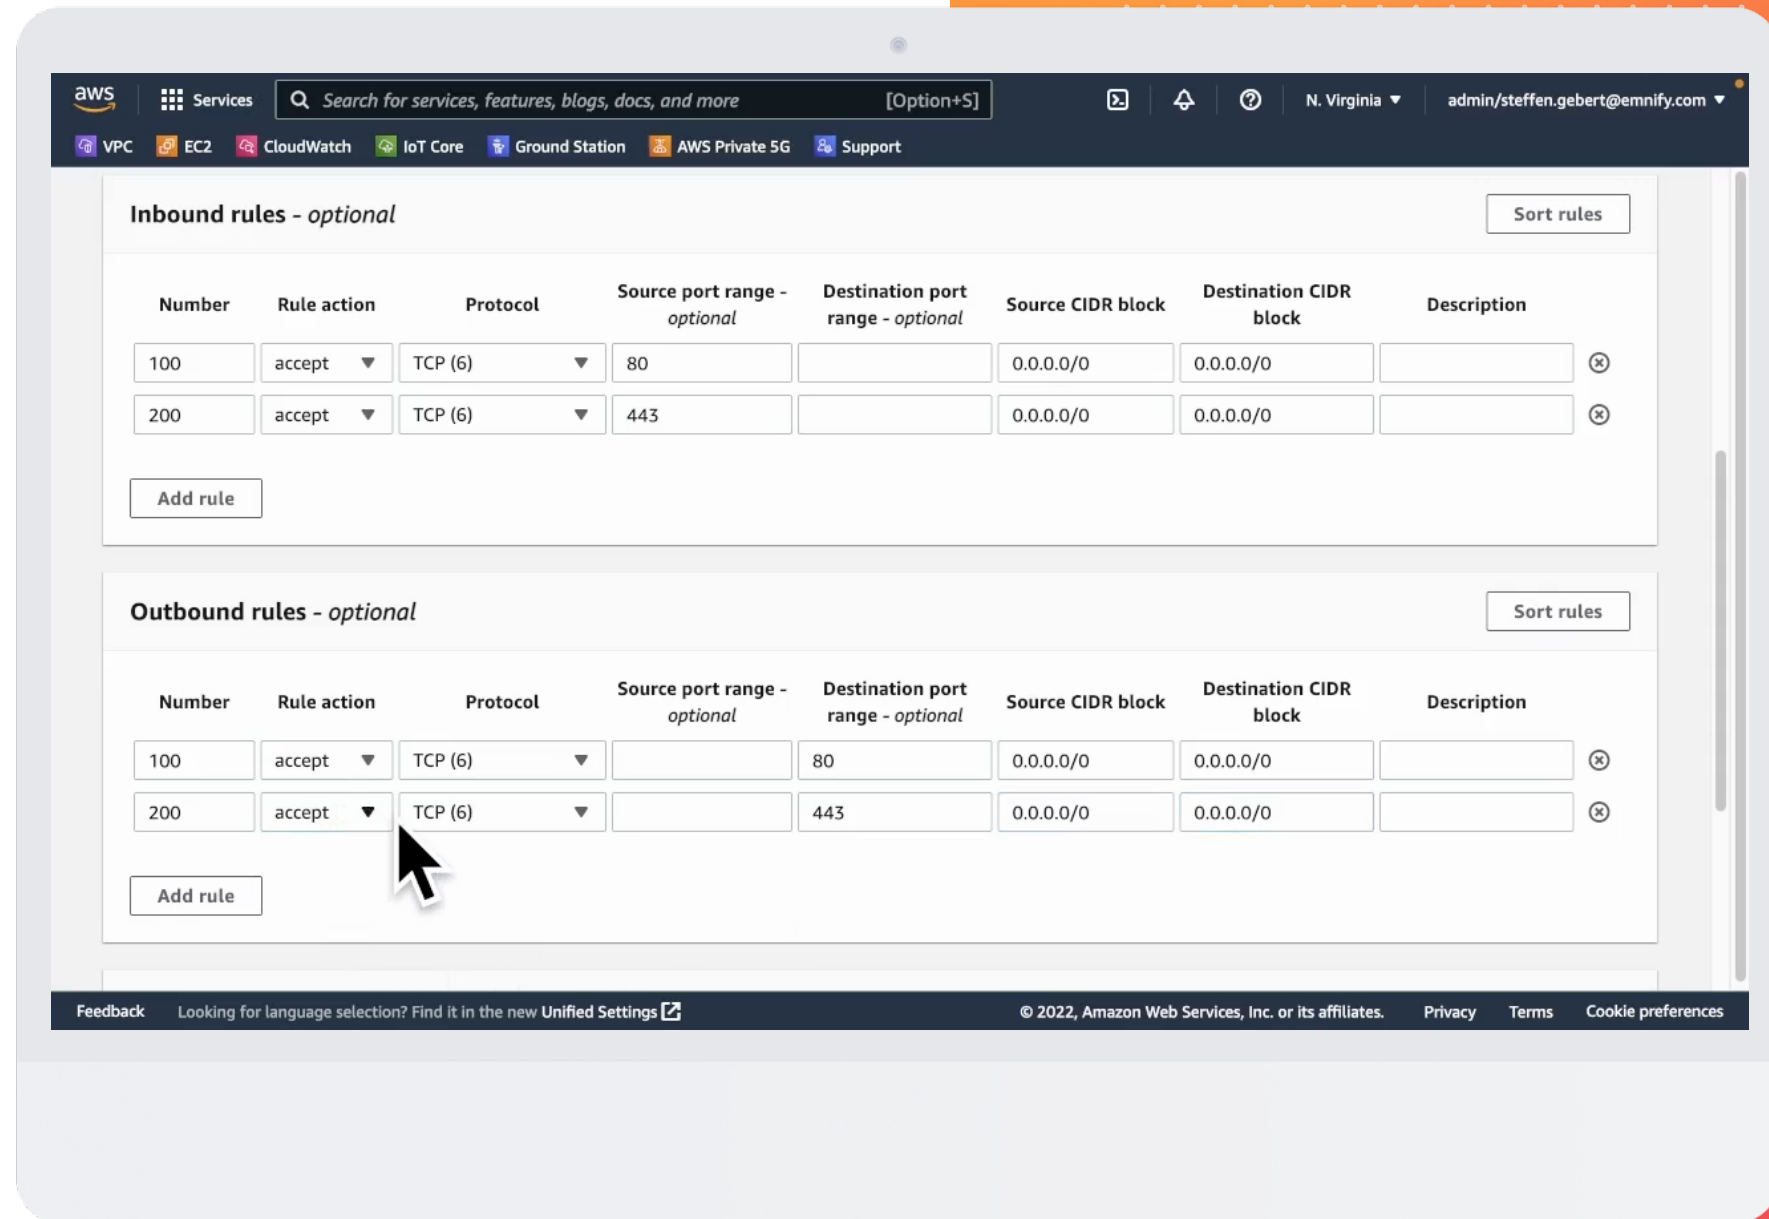 aws Services Search for services, features, blogs, docs, and more [Option+S] N. Virginia admin/steffen.gebert@emnify.com
VPC EC2 CloudWatch IoT Core Ground Station AWS Private 5G Support
Inbound rules - optional Sort rules
Number Rule action Protocol Source port range - optional Destination port range - optional Source CIDR block Destination CIDR block Description
100 accept TCP (6) 80 0.0.0.0/0 0.0.0.0/0
200 accept TCP (6) 443 0.0.0.0/0 0.0.0.0/0
Add rule
Outbound rules - optional Sort rules
Number Rule action Protocol Source port range - optional Destination port range - optional Source CIDR block Destination CIDR block Description
100 accept TCP (6) 80 0.0.0.0/0 0.0.0.0/0
200 accept TCP (6) 443 0.0.0.0/0 0.0.0.0/0
Add rule
Feedback Looking for language selection? Find it in the new Unified Settings © 2022, Amazon Web Services, Inc. or its affiliates. Privacy Terms Cookie preferences